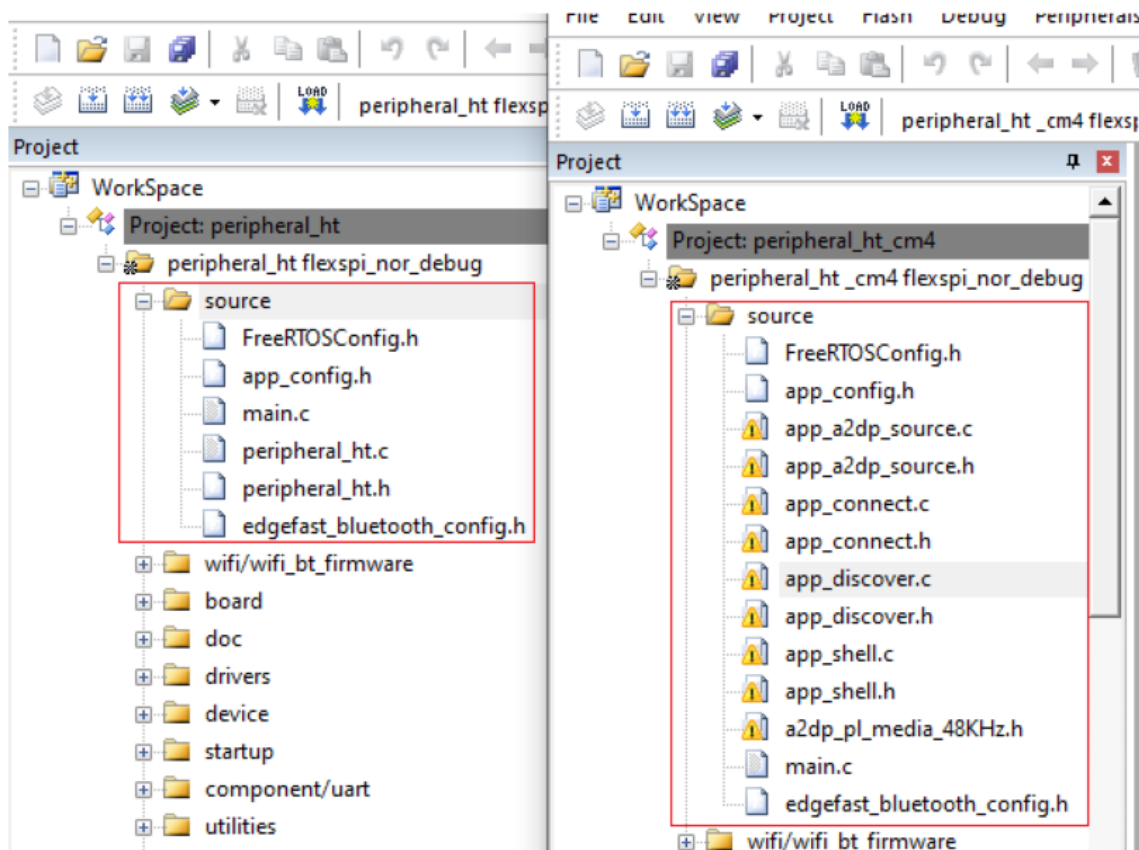 LOAD
peripheral_ht flexsp
Project
WorkSpace
Project: peripheral_ht
peripheral_ht flexspi_nor_debug
source
FreeRTOSConfig.h
app_config.h
main.c
peripheral_ht.c
peripheral_ht.h
edgefast_bluetooth_config.h
wifi/wifi_bt_firmware
board
doc
drivers
device
startup
component/uart
utilities
File Edit View Project Flash Debug Peripherals
LOAD
peripheral_ht _cm4 flexsp
Project
WorkSpace
Project: peripheral_ht_cm4
peripheral_ht _cm4 flexspi_nor_debug
source
FreeRTOSConfig.h
app_config.h
app_a2dp_source.c
app_a2dp_source.h
app_connect.c
app_connect.h
app_discover.c
app_discover.h
app_shell.c
app_shell.h
a2dp_pl_media_48KHz.h
main.c
edgefast_bluetooth_config.h
wifi/wifi_bt_firmware